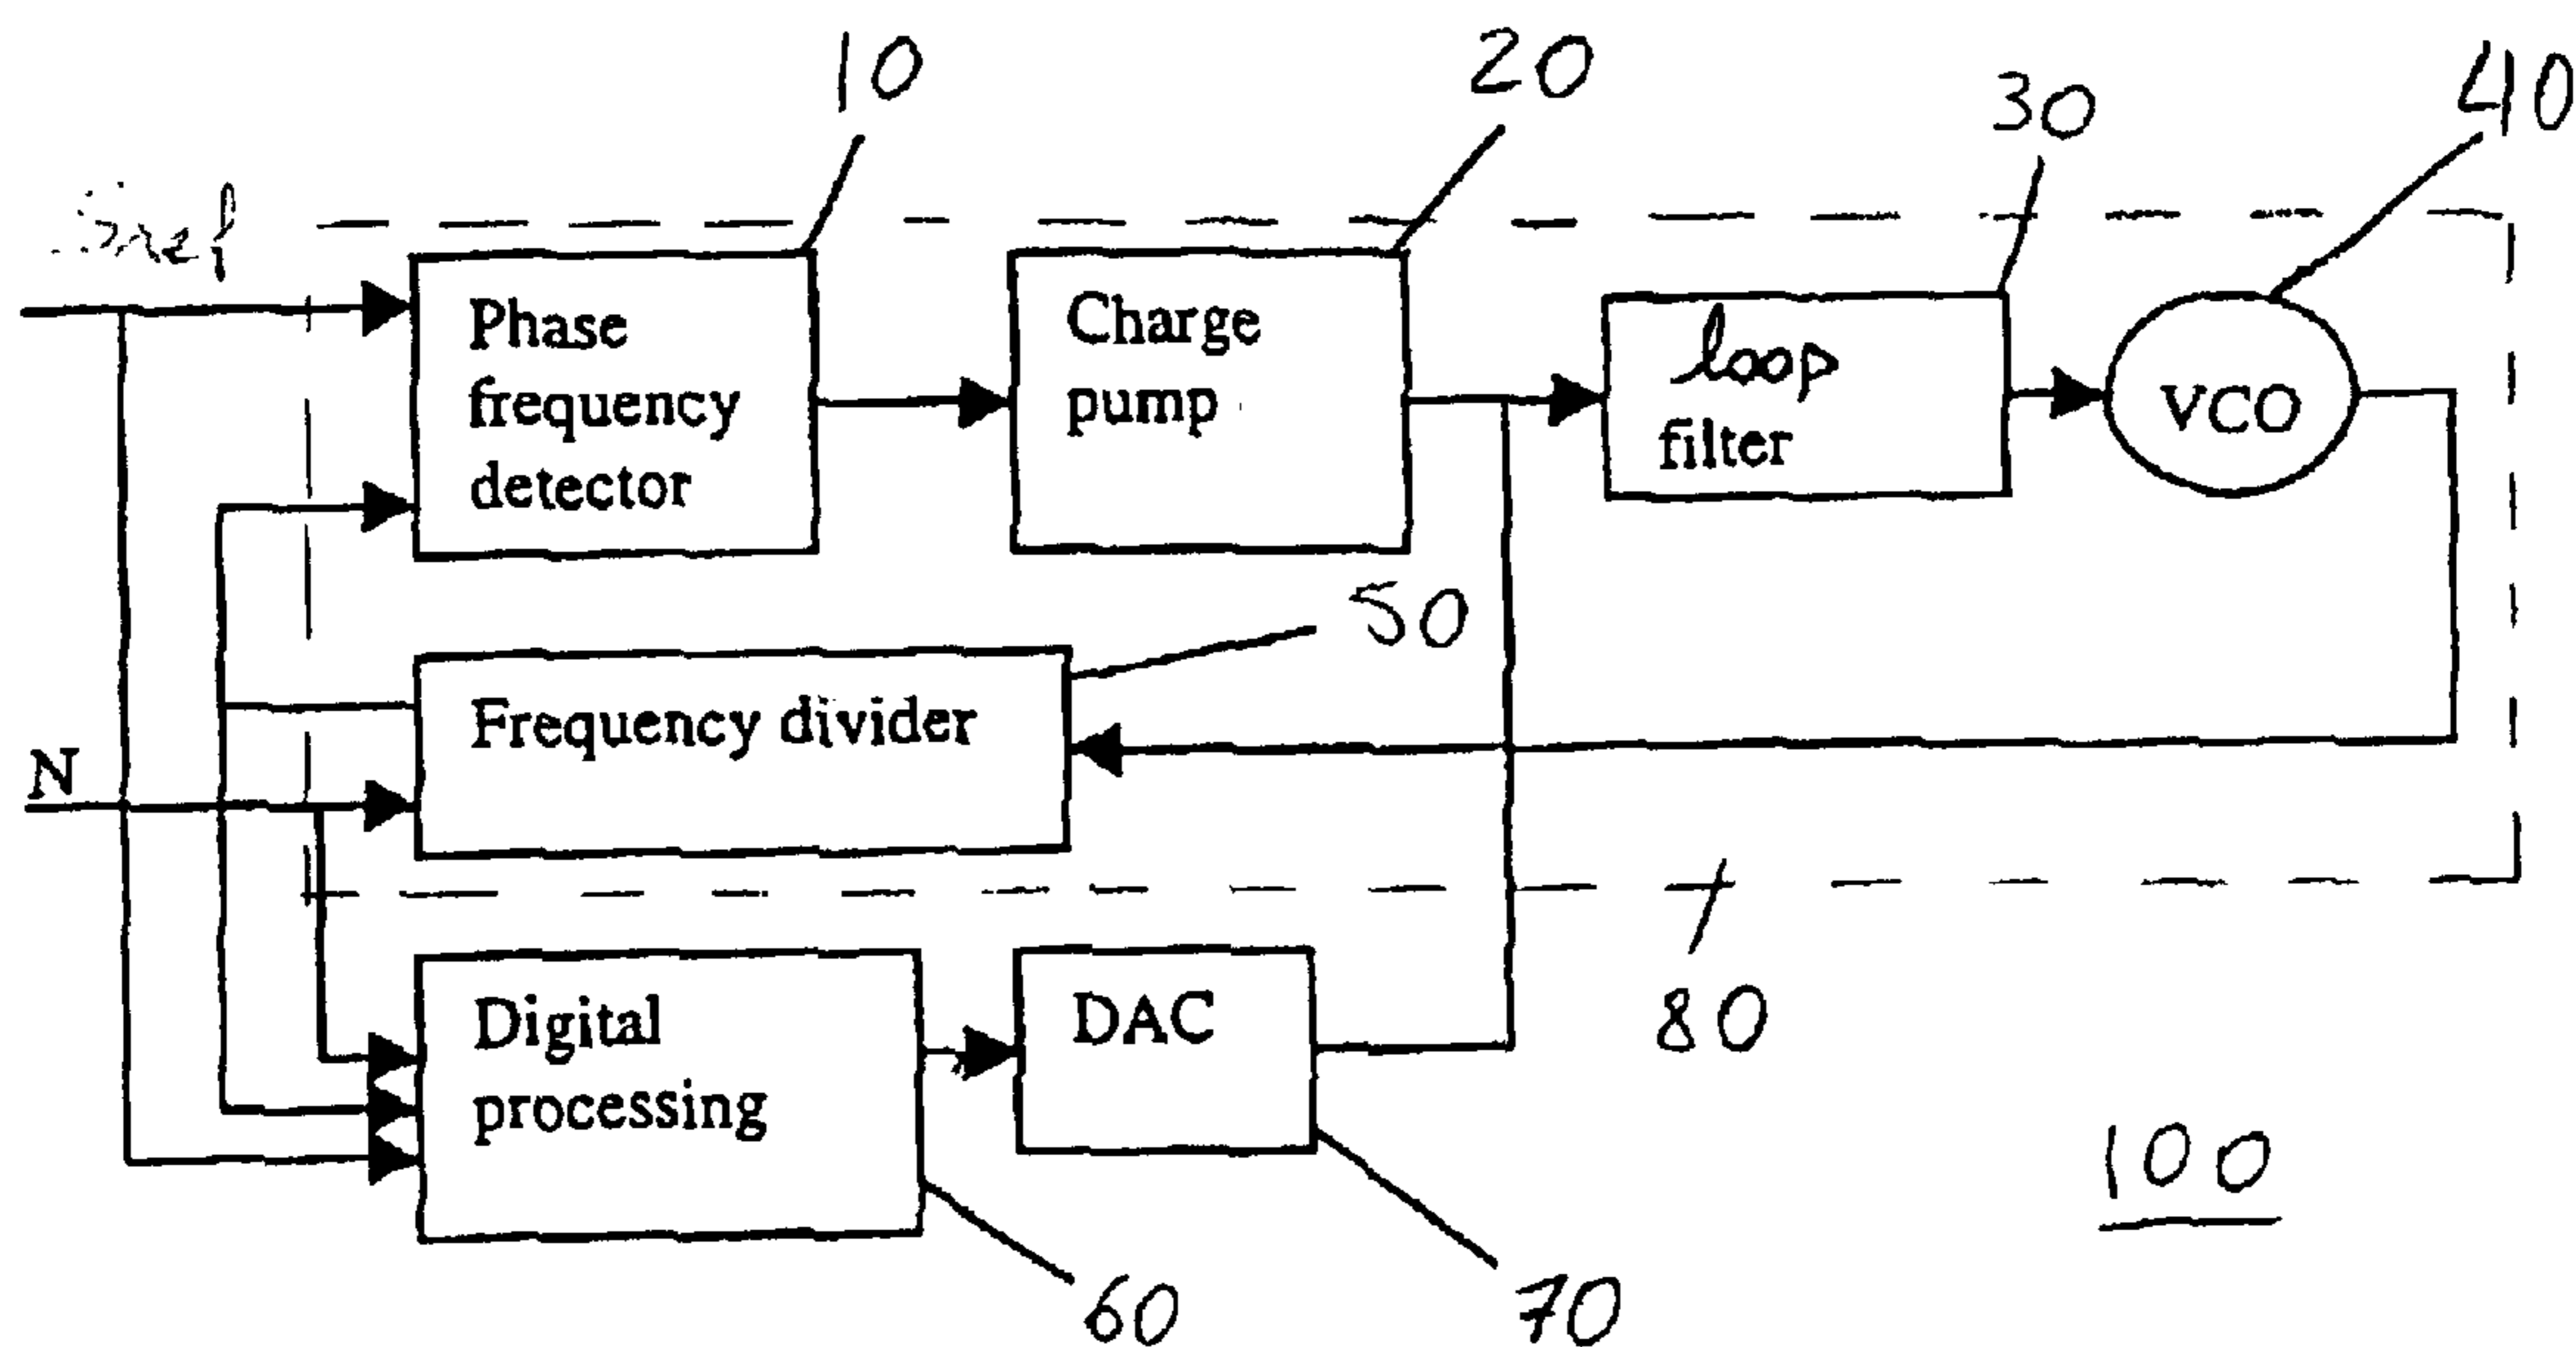 10
20
30
40
Sref
Phase
frequency
detector
Charge
pump
loop
filter
VCO
50
Frequency divider
N
80
Digital
processing
DAC
100
60
70